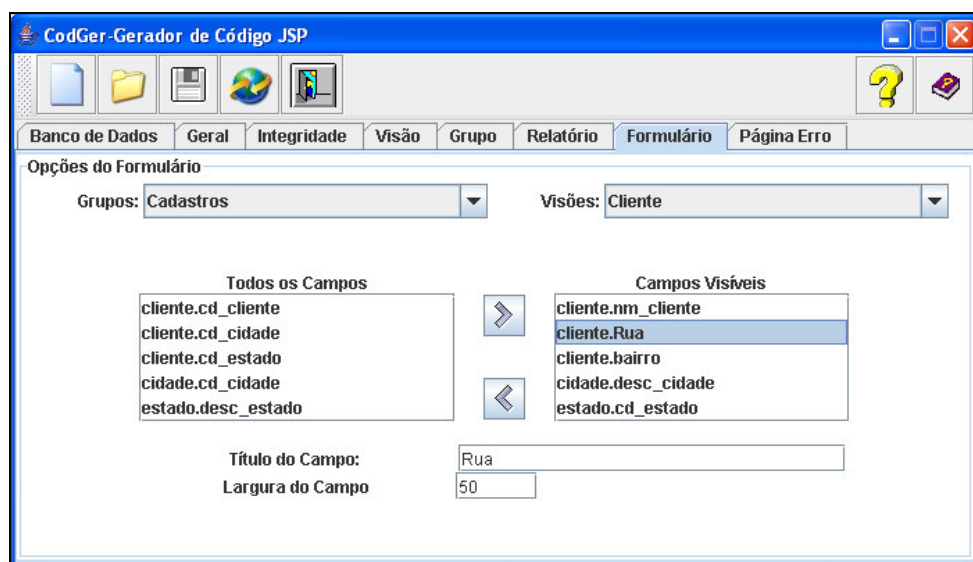 CodGer-Gerador de Código JSP
Banco de Dados Geral Integridade Visão Grupo Relatório Formulário Página Erro
Opções do Formulário
Grupos: Cadastros Visões: Cliente
Todos os Campos Campos Visíveis
cliente.cd_cliente cliente.nm_cliente
cliente.cd_cidade cliente.Rua
cliente.cd_estado cliente.bairro
cidade.cd_cidade cidade.desc_cidade
estado.desc_estado estado.cd_estado
Título do Campo: Rua
Largura do Campo 50